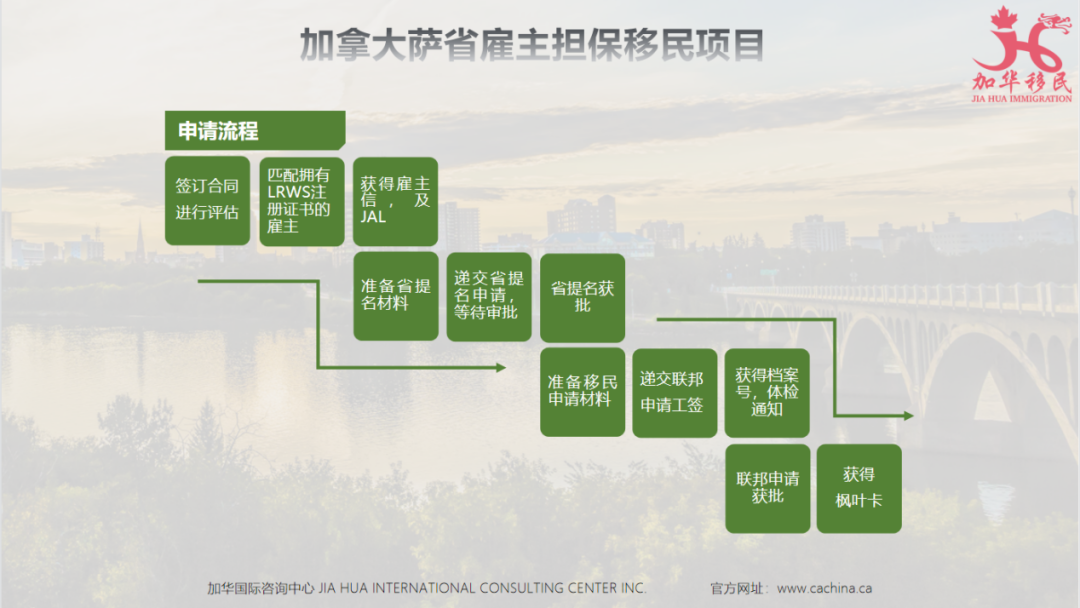 加拿大萨省雇主担保移民项目
加华移民
JIA HUA IMMIGRATION
申请流程
签订合同
进行评估
匹配拥有
LRWS注
册证书的
雇主
获得雇主
信，及
JAL
准备省提
名材料
递交省提
名申请，
等待审批
省提名获
批
准备移民
申请材料
递交联邦
申请工签
获得档案
号，体检
通知
联邦申请
获批
获得
枫叶卡
加华国际咨询中心 JIA HUA INTERNATIONAL CONSULTING CENTER INC.
官方网址：www.cachina.ca